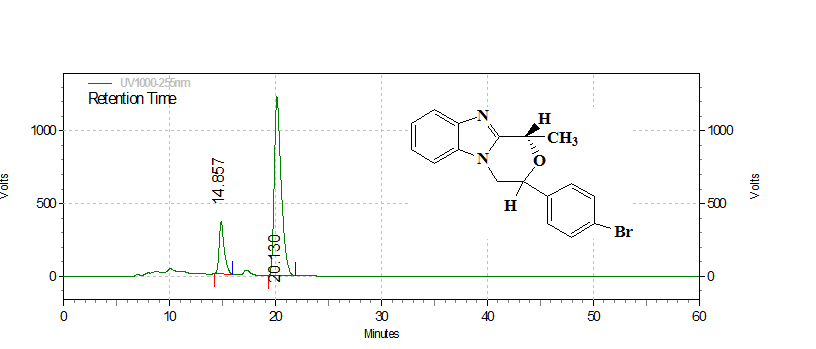 UV1000-255nm
Retention Time
1000
500
0
Volts
14.857
20.130
N
N
H
CH3
O
H
Br
1000
500
0
Volts
0 10 20 30 40 50 60
Minutes